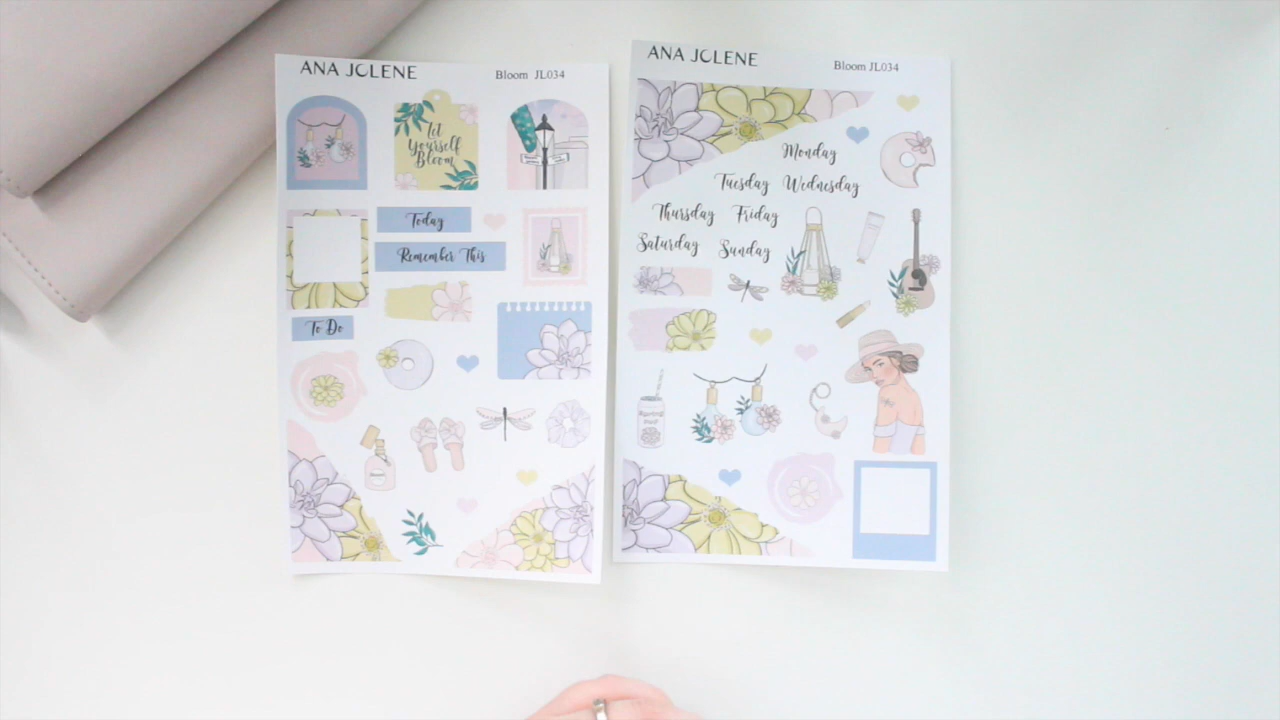 ANA JOLENE
Bloom JL034
Let
Yourself
Bloom
Today
Remember This
To Do
ANA JOLENE
Bloom JL034
Monday
Tuesday Wednesday
Thursday Friday
Saturday Sunday